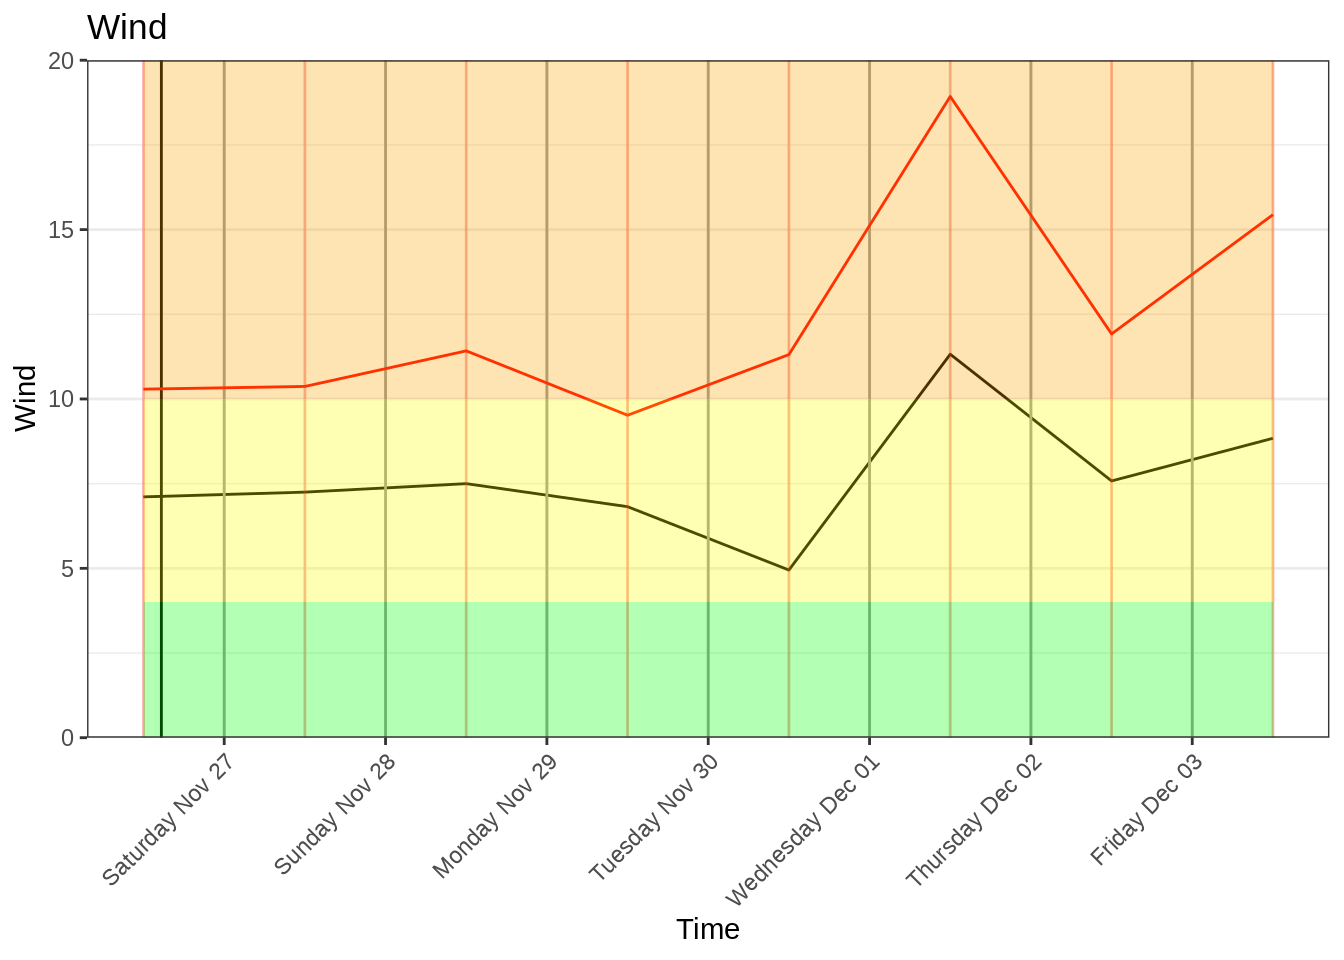 Wind
20
15
10
5
0
Wind
Saturday Nov 27
Sunday Nov 28
Monday Nov 29
Tuesday Nov 30
Wednesday Dec 01
Thursday Dec 02
Friday Dec 03
Time